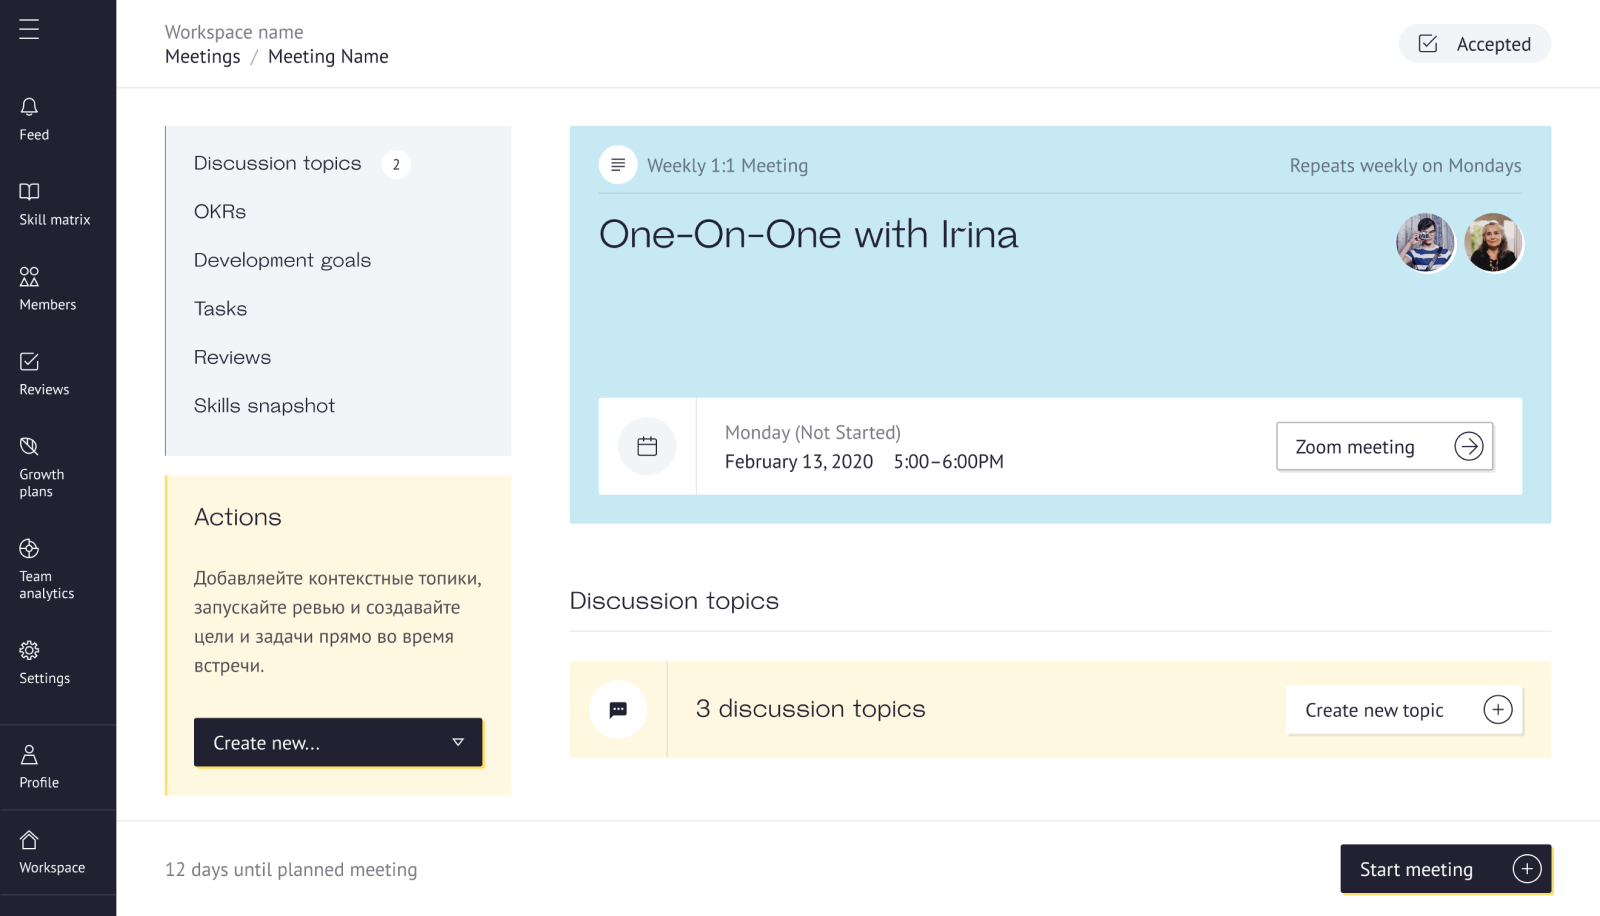 Feed
Skill matrix
Members
Reviews
Growth
plans
Team
analytics
Settings
Profile
Workspace
Workspace name
Meetings / Meeting Name
Accepted
Discussion topics 2
OKRs
Development goals
Tasks
Reviews
Skills snapshot
Actions
Добавляейте контекстные топики,
запускайте ревью и создавайте
цели и задачи прямо во время
встречи.
Create new...
Weekly 1:1 Meeting
Repeats weekly on Mondays
One-On-One with Irina
Monday (Not Started)
February 13, 2020 5:00–6:00PM
Zoom meeting
Discussion topics
3 discussion topics
Create new topic
12 days until planned meeting
Start meeting